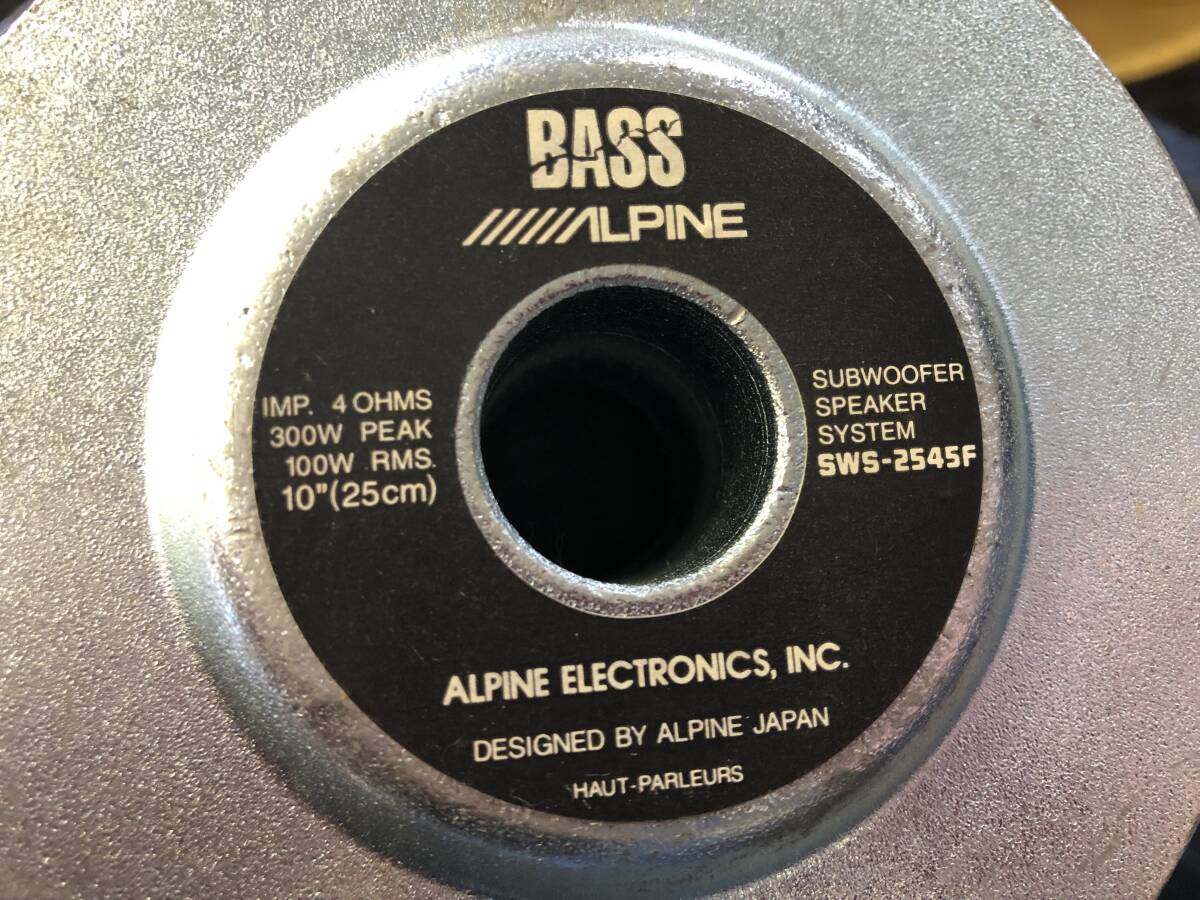 BASS
ALPINE
IMP. 4 OHMS
300W PEAK
100W RMS.
10"(25cm)
SUBWOOFER
SPEAKER
SYSTEM
SWS-2545F
ALPINE ELECTRONICS, INC.
DESIGNED BY ALPINE JAPAN
HAUT-PARLEURS